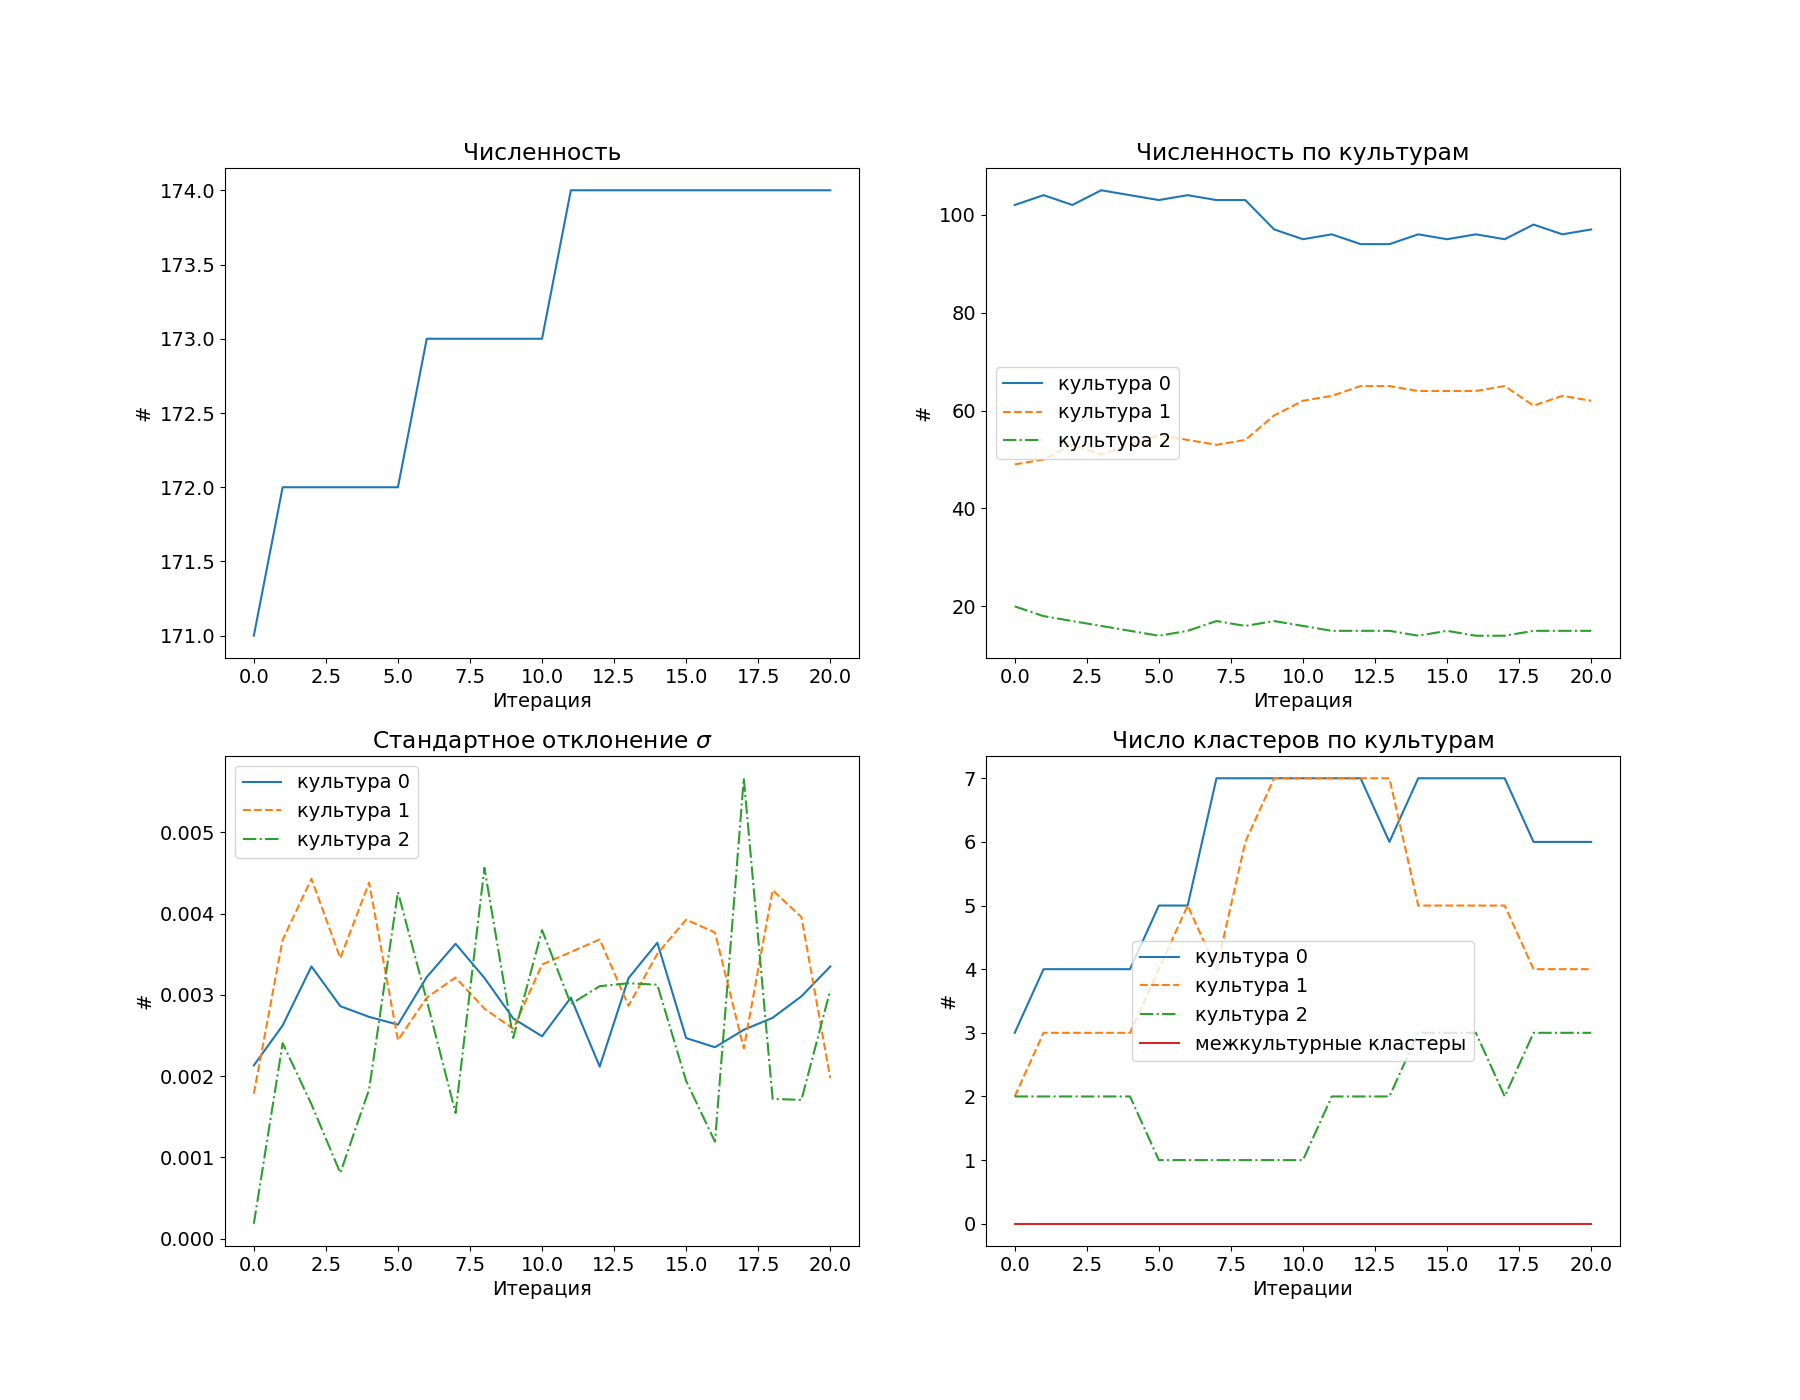 Численность
174.0
173.5
173.0
172.5
172.0
171.5
171.0
#
0.0 2.5 5.0 7.5 10.0 12.5 15.0 17.5 20.0
Итерация
Численность по культурам
100
80
60
40
20
#
культура 0
культура 1
культура 2
0.0 2.5 5.0 7.5 10.0 12.5 15.0 17.5 20.0
Итерация
Стандартное отклонение σ
культура 0
культура 1
культура 2
0.005
0.004
0.003
0.002
0.001
0.000
#
0.0 2.5 5.0 7.5 10.0 12.5 15.0 17.5 20.0
Итерация
Число кластеров по культурам
7
6
5
4
3
2
1
0
#
культура 0
культура 1
культура 2
межкультурные кластеры
0.0 2.5 5.0 7.5 10.0 12.5 15.0 17.5 20.0
Итерации